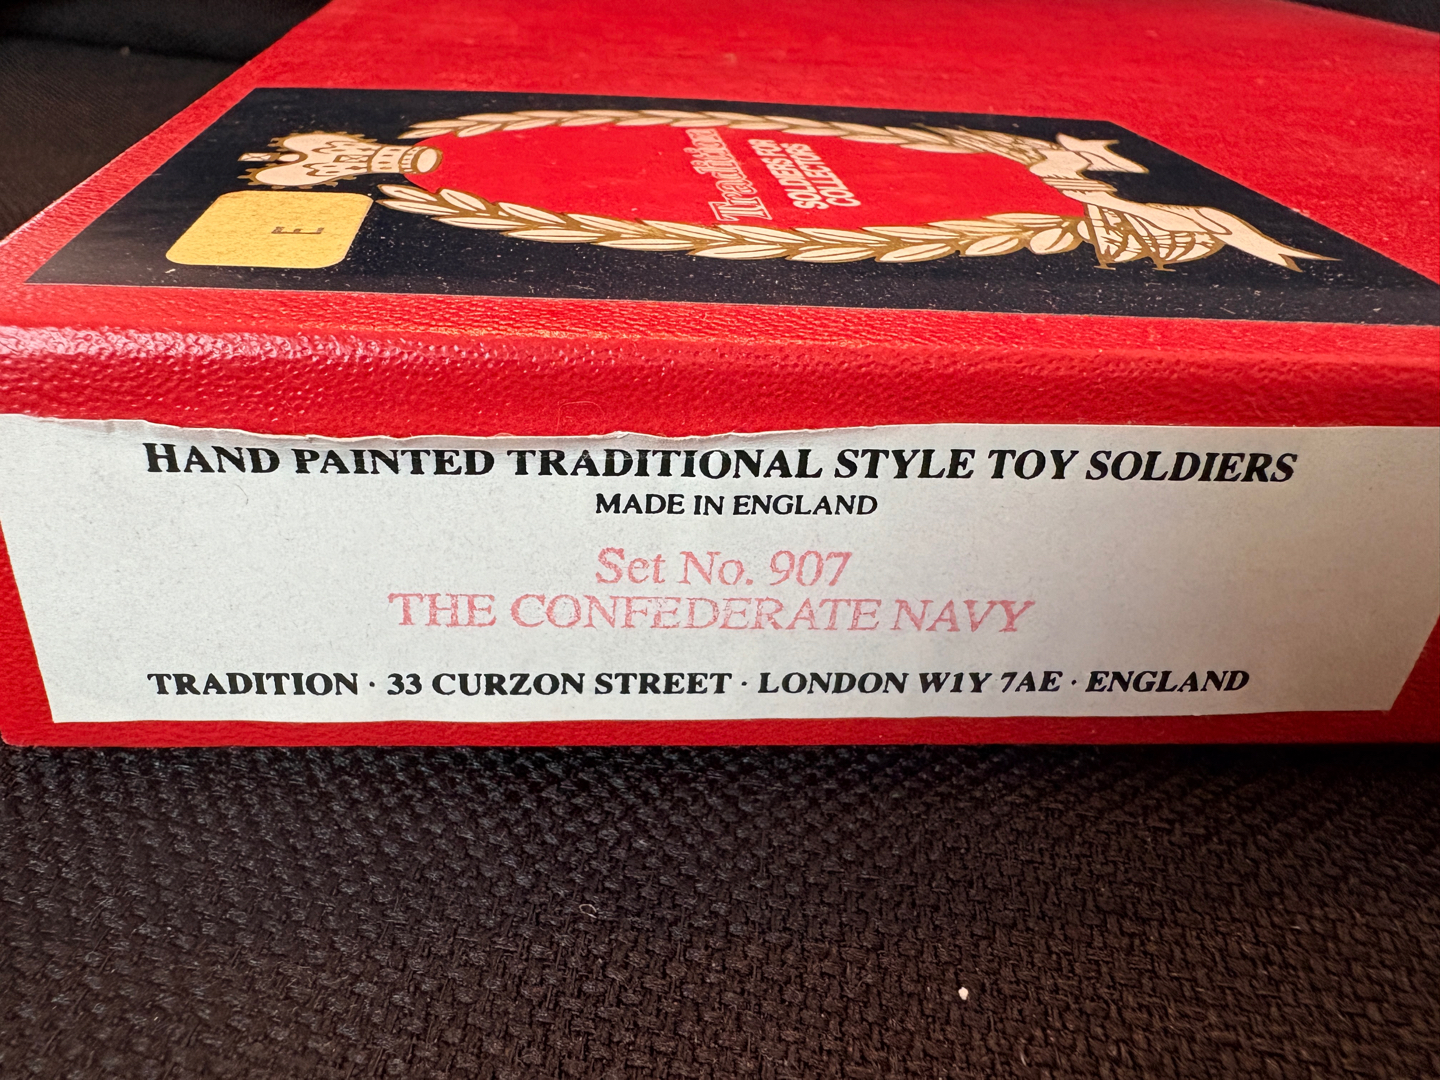 Tradition
SOLDIERS FOR
COLLECTORS
E
HAND PAINTED TRADITIONAL STYLE TOY SOLDIERS
MADE IN ENGLAND
Set No. 907
THE CONFEDERATE NAVY
TRADITION · 33 CURZON STREET · LONDON W1Y 7AE · ENGLAND